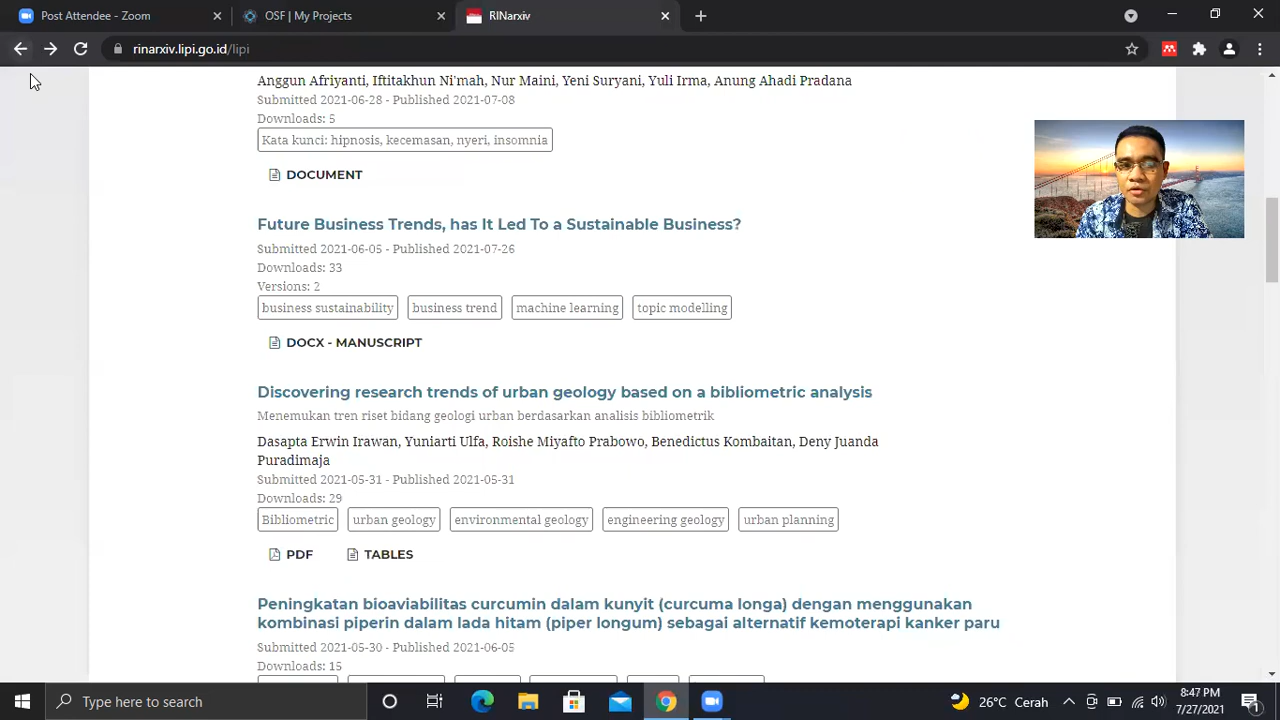 Post Attendee - Zoom
OSF | My Projects
RINarxiv
rinarxiv.lipi.go.id/lipi
Anggun Afriyanti, Iftitakhun Ni'mah, Nur Maini, Yeni Suryani, Yuli Irma, Anung Ahadi Pradana
Submitted 2021-06-28 - Published 2021-07-08
Downloads: 5
Kata kunci: hipnosis, kecemasan, nyeri, insomnia
DOCUMENT
Future Business Trends, has It Led To a Sustainable Business?
Submitted 2021-06-05 - Published 2021-07-26
Downloads: 33
Versions: 2
business sustainability business trend machine learning topic modelling
DOCX - MANUSCRIPT
Discovering research trends of urban geology based on a bibliometric analysis
Menemukan tren riset bidang geologi urban berdasarkan analisis bibliometrik
Dasapta Erwin Irawan, Yuniarti Ulfa, Roishe Miyafto Prabowo, Benedictus Kombaitan, Deny Juanda
Puradimaja
Submitted 2021-05-31 - Published 2021-05-31
Downloads: 29
Bibliometric urban geology environmental geology engineering geology urban planning
PDF TABLES
Peningkatan bioaviabilitas curcumin dalam kunyit (curcuma longa) dengan menggunakan
kombinasi piperin dalam lada hitam (piper longum) sebagai alternatif kemoterapi kanker paru
Submitted 2021-05-30 - Published 2021-06-05
Downloads: 15
Type here to search
26°C Cerah
8:47 PM
7/27/2021
1